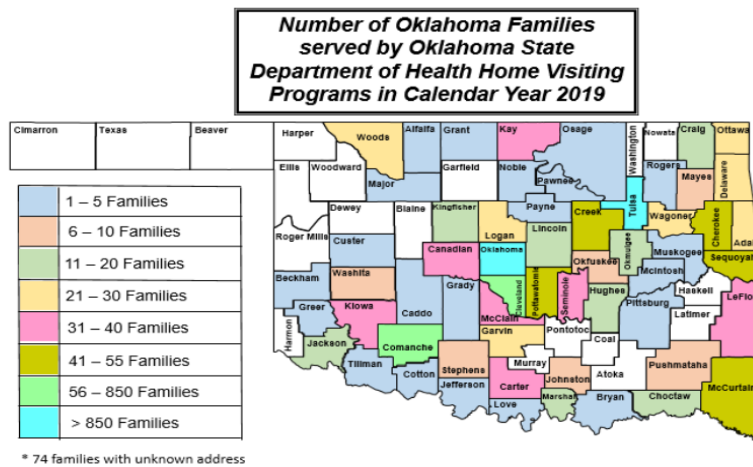 Number of Oklahoma Families
served by Oklahoma State
Department of Health Home Visiting
Programs in Calendar Year 2019
Cimarron
Texas
Beaver
Harper
Woods
Alfalfa
Grant
Kay
Osage
Washington
Nowata
Craig
Ottawa
Ellis
Woodward
Major
Garfield
Noble
Pawnee
Rogers
Mayes
Delaware
1 – 5 Families
6 – 10 Families
11 – 20 Families
21 – 30 Families
31 – 40 Families
41 – 55 Families
56 – 850 Families
> 850 Families
Dewey
Blaine
Kingfisher
Logan
Payne
Creek
Tulsa
Wagoner
Cherokee
Adai
Roger Mills
Custer
Canadian
Oklahoma
Lincoln
Okmulgee
Muskogee
Sequoyah
Beckham
Washita
Caddo
Grady
Cleveland
Pottawatomie
Seminole
Okfuskee
Hughes
McIntosh
Haskell
Pittsburg
Latimer
LeFlo
Greer
Kiowa
Harmon
Jackson
Comanche
McClain
Garvin
Pontotoc
Coal
Tillman
Cotton
Stephens
Jefferson
Murray
Carter
Johnston
Atoka
Pushmataha
McCurtain
Love
Marshal
Bryan
Choctaw
* 74 families with unknown address